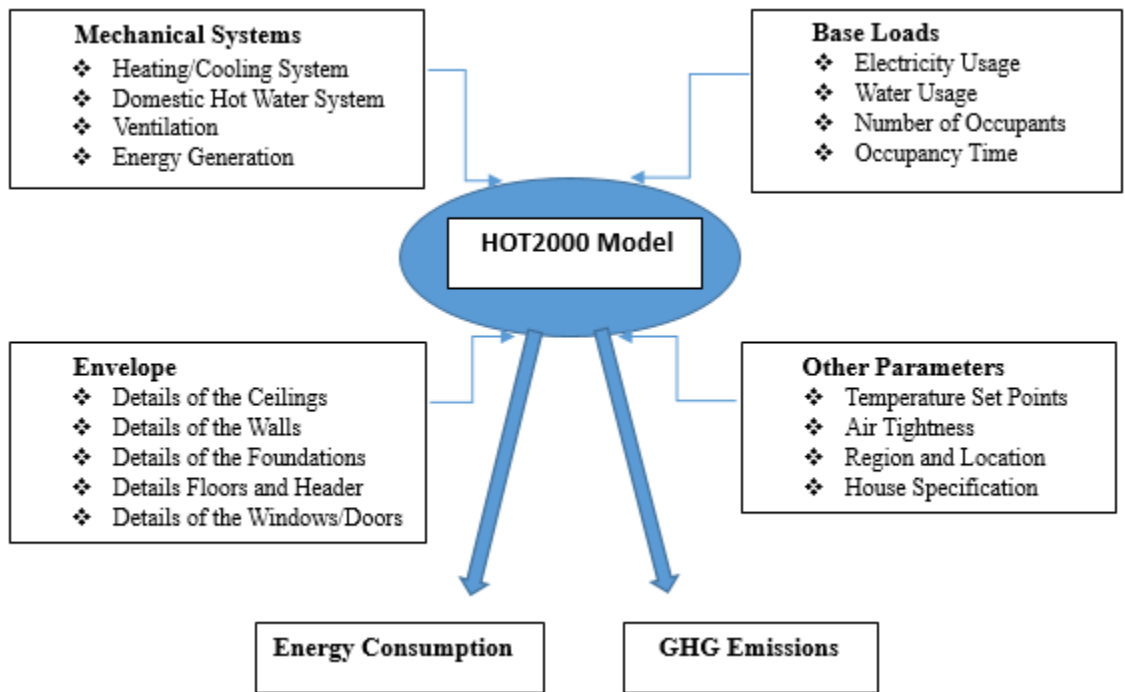 Mechanical Systems
❖ Heating/Cooling System
❖ Domestic Hot Water System
❖ Ventilation
❖ Energy Generation
Base Loads
❖ Electricity Usage
❖ Water Usage
❖ Number of Occupants
❖ Occupancy Time
HOT2000 Model
Envelope
❖ Details of the Ceilings
❖ Details of the Walls
❖ Details of the Foundations
❖ Details Floors and Header
❖ Details of the Windows/Doors
Other Parameters
❖ Temperature Set Points
❖ Air Tightness
❖ Region and Location
❖ House Specification
Energy Consumption
GHG Emissions